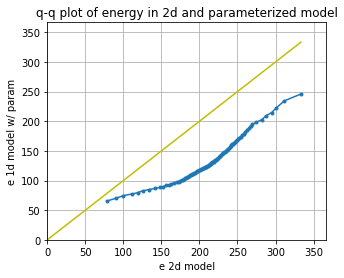 q-q plot of energy in 2d and parameterized model
350
300
250
200
150
100
50
0
e 1d model w/ param
0 50 100 150 200 250 300 350
e 2d model